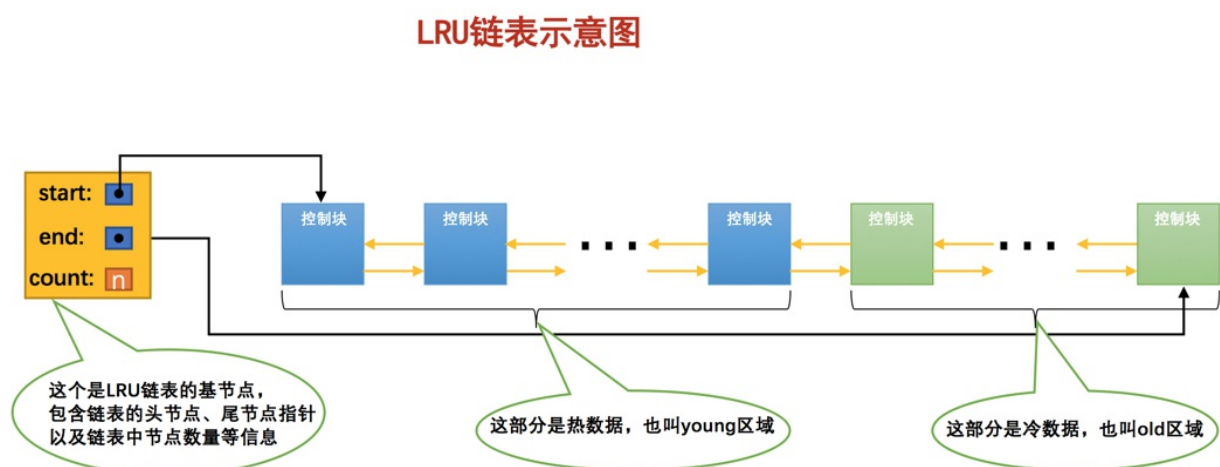 LRU链表示意图
start:
end:
count: n
控制块
控制块
控制块
控制块
控制块
这个是LRU链表的基节点，
包含链表的头节点、尾节点指针
以及链表中节点数量等信息
这部分是热数据，也叫young区域
这部分是冷数据，也叫old区域